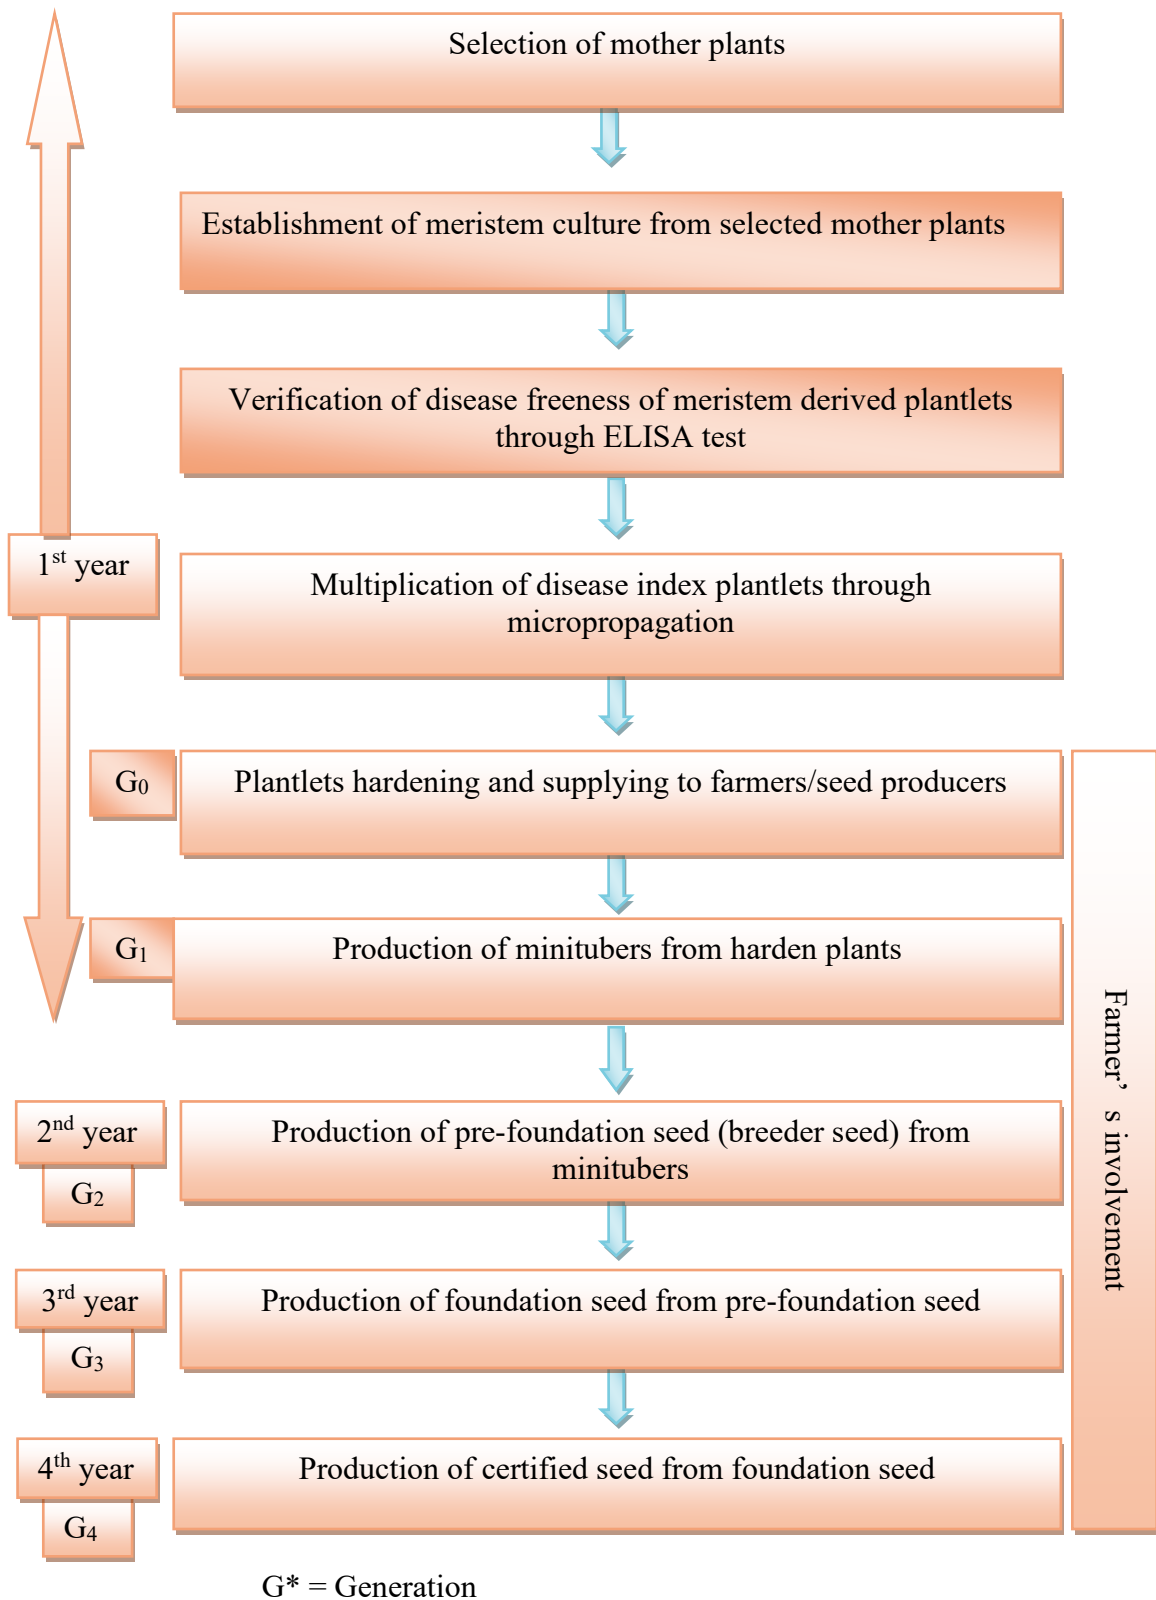 Selection of mother plants
Establishment of meristem culture from selected mother plants
Verification of disease freeness of meristem derived plantlets
through ELISA test
1st year
Multiplication of disease index plantlets through
micropropagation
G0
Plantlets hardening and supplying to farmers/seed producers
G1
Production of minitubers from harden plants
Farmer’ s involvement
2nd year
G2
Production of pre-foundation seed (breeder seed) from
minitubers
3rd year
G3
Production of foundation seed from pre-foundation seed
4th year
G4
Production of certified seed from foundation seed
G* = Generation